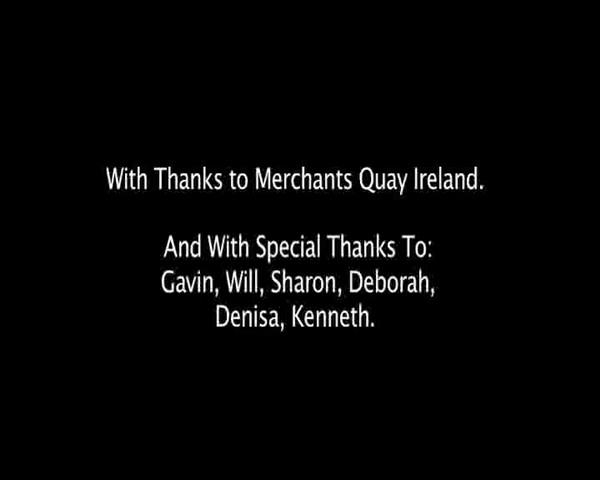 With Thanks to Merchants Quay Ireland.
And With Special Thanks To:
Gavin, Will, Sharon, Deborah,
Denisa, Kenneth.